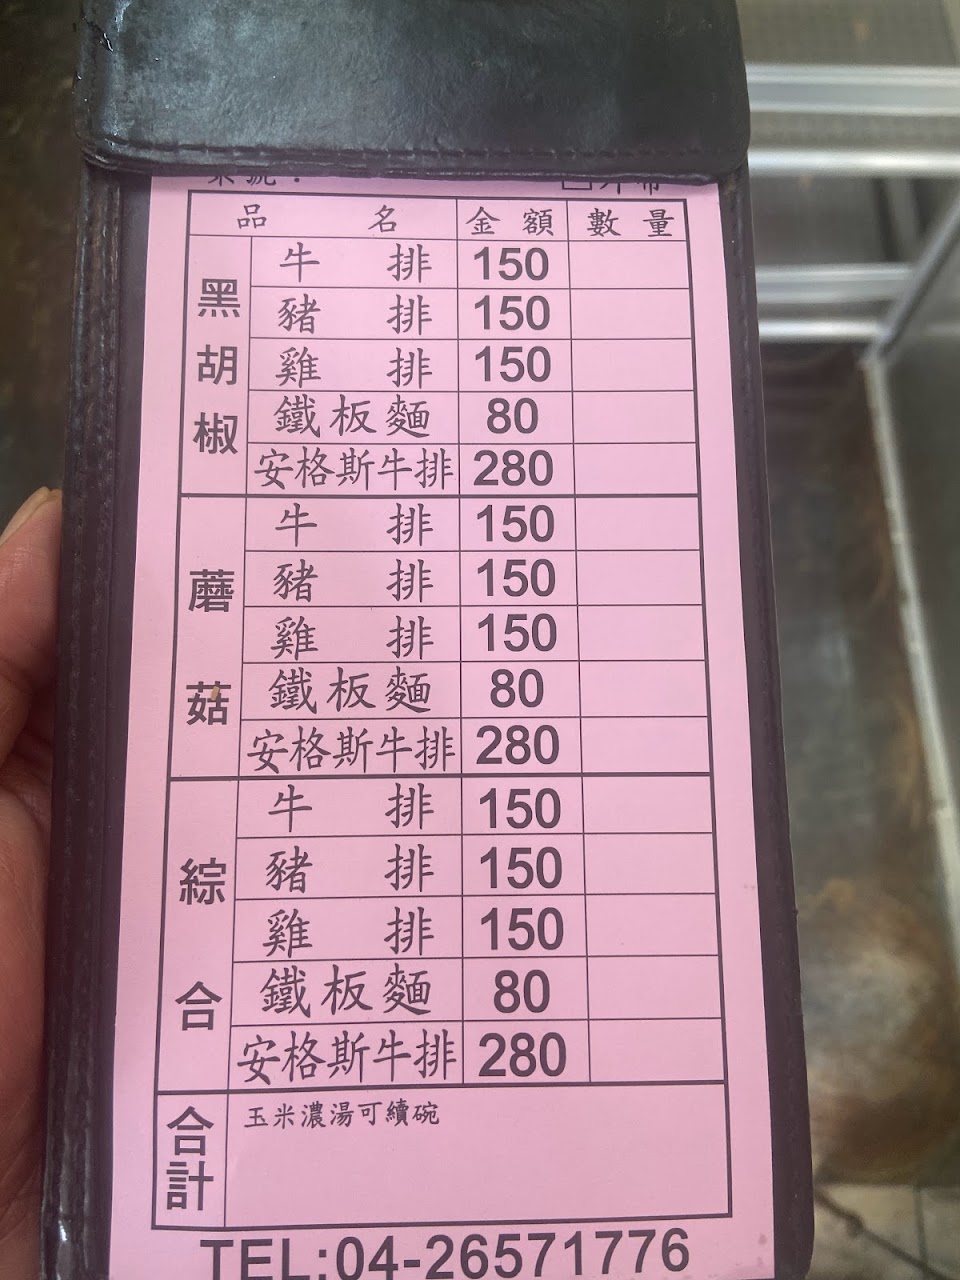 品名 金額 數量
黑胡椒
牛排 150
豬排 150
雞排 150
鐵板麵 80
安格斯牛排 280
蘑菇
牛排 150
豬排 150
雞排 150
鐵板麵 80
安格斯牛排 280
綜合
牛排 150
豬排 150
雞排 150
鐵板麵 80
安格斯牛排 280
合計 玉米濃湯可續碗
TEL:04-26571776